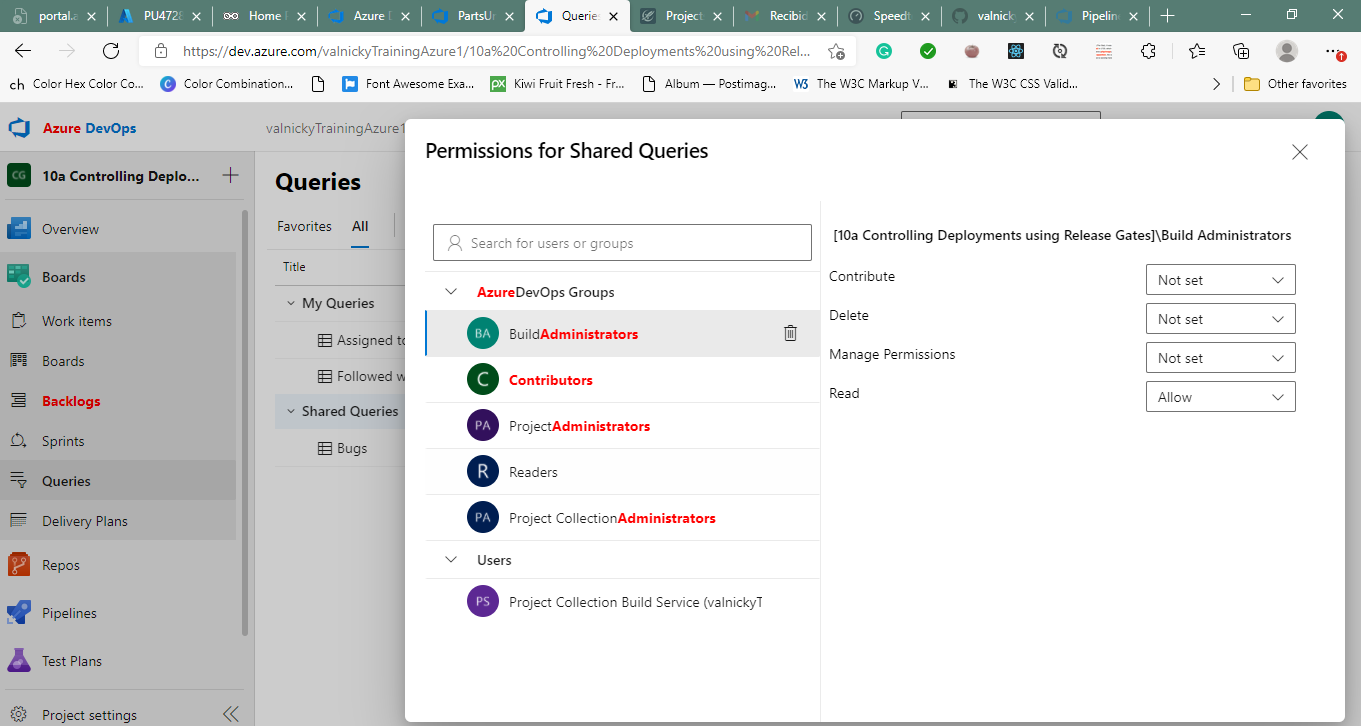 portal.a
PU4728
Home
Azure D
PartsUn
Queries
Project
Recibid
Speedt
valnicky
Pipelin
https://dev.azure.com/valnickyTrainingAzure1/10a%20Controlling%20Deployments%20using%20Rel...
ch Color Hex Color Co...
Color Combination...
Font Awesome Exa...
Kiwi Fruit Fresh - Fr...
Album — Postimag...
The W3C Markup V...
The W3C CSS Valid...
Other favorites
Azure DevOps
valnickyTrainingAzure1
CG 10a Controlling Deplo...
Overview
Boards
Work items
Boards
Backlogs
Sprints
Queries
Delivery Plans
Repos
Pipelines
Test Plans
Project settings
Queries
Favorites All
Title
My Queries
Assigned to
Followed w
Shared Queries
Bugs
Permissions for Shared Queries
Search for users or groups
AzureDevOps Groups
BA BuildAdministrators
C Contributors
PA ProjectAdministrators
R Readers
PA Project CollectionAdministrators
Users
PS Project Collection Build Service (valnickyT
[10a Controlling Deployments using Release Gates]\Build Administrators
Contribute Not set
Delete Not set
Manage Permissions Not set
Read Allow